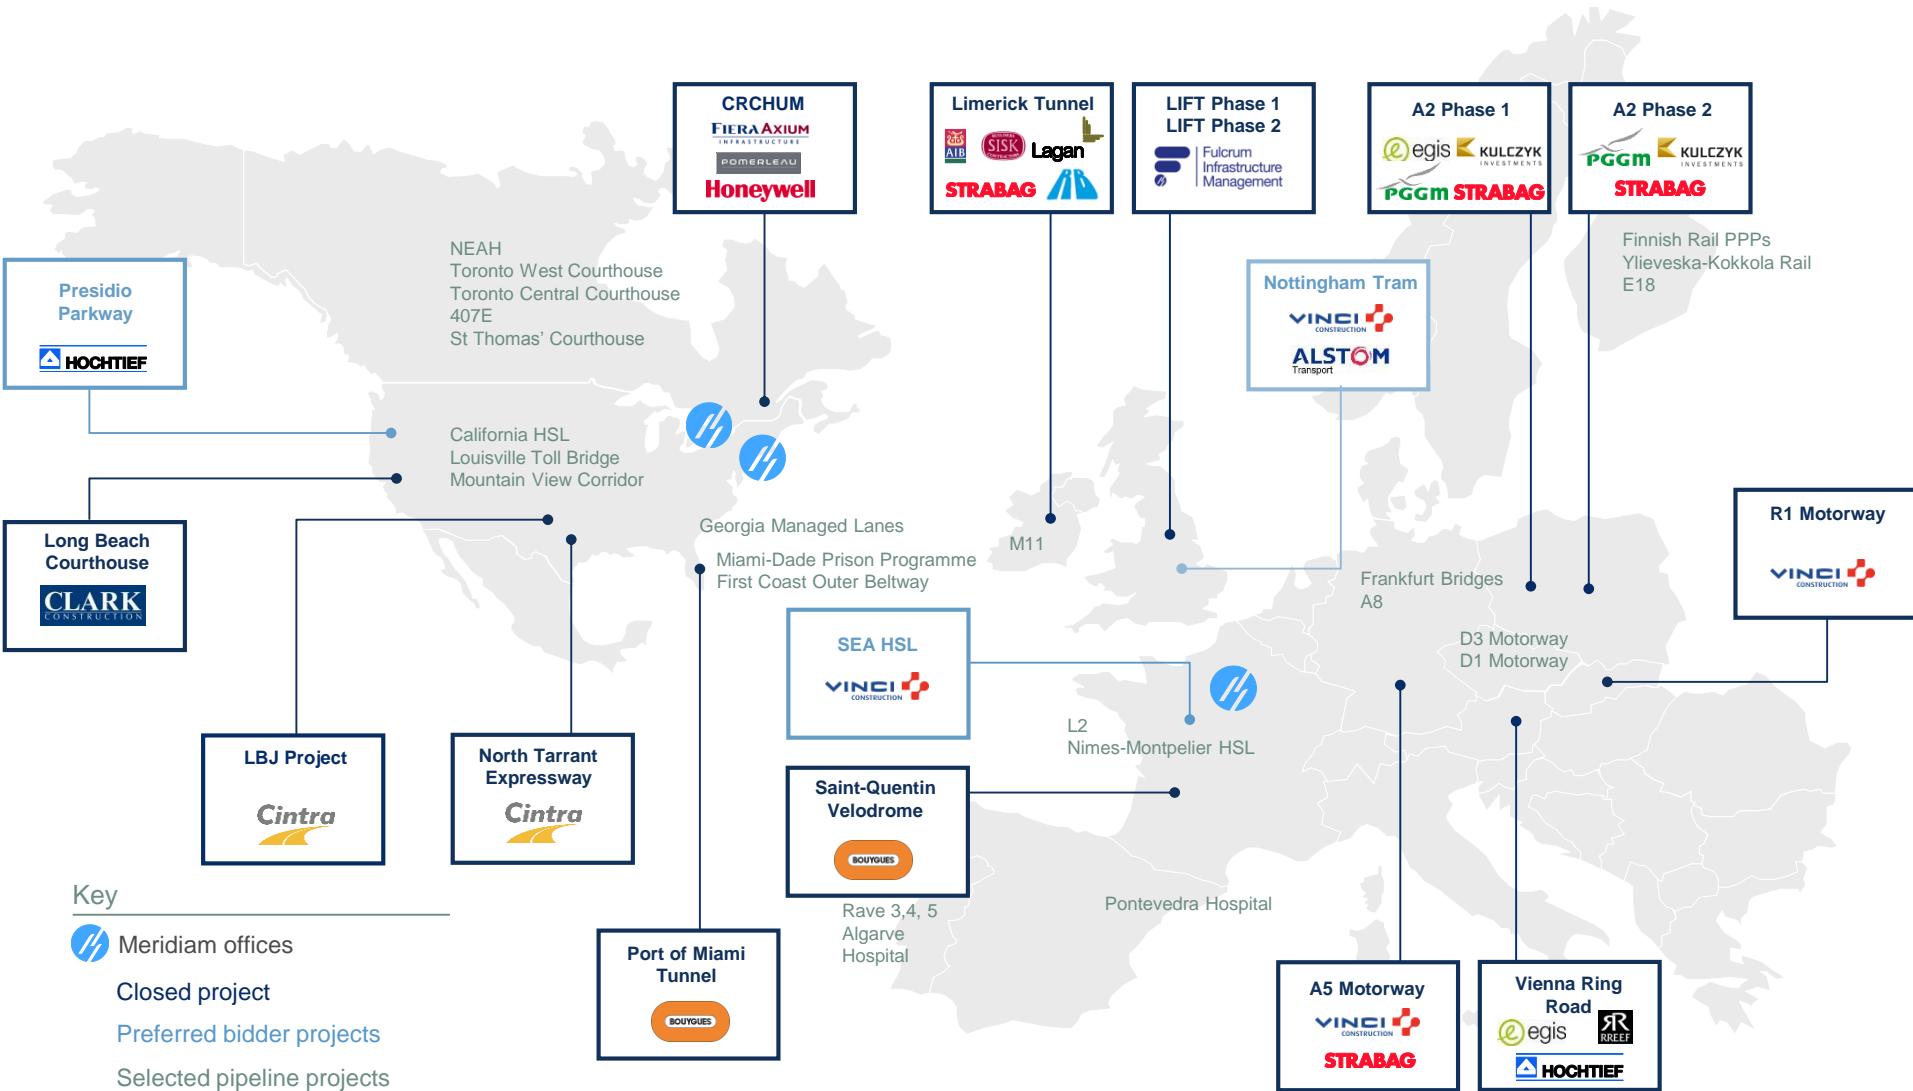 CRCHUM
FIERA AXIUM
INFRASTRUCTURE
POMERLEAU
Honeywell
Limerick Tunnel
AIB
SISK
Lagan
STRABAG
RB
LIFT Phase 1
LIFT Phase 2
Fulcrum
Infrastructure
Management
A2 Phase 1
egis
KULCZYK
INVESTMENTS
PGGM
STRABAG
A2 Phase 2
PGGM
KULCZYK
INVESTMENTS
STRABAG
Presidio
Parkway
HOCHTIEF
NEAH
Toronto West Courthouse
Toronto Central Courthouse
407E
St Thomas’ Courthouse
Nottingham Tram
VINCI
CONSTRUCTION
ALSTOM
Transport
Finnish Rail PPPs
Ylieveska-Kokkola Rail
E18
California HSL
Louisville Toll Bridge
Mountain View Corridor
Long Beach
Courthouse
CLARK
CONSTRUCTION
Georgia Managed Lanes
Miami-Dade Prison Programme
First Coast Outer Beltway
M11
Frankfurt Bridges
A8
R1 Motorway
VINCI
CONSTRUCTION
SEA HSL
VINCI
CONSTRUCTION
D3 Motorway
D1 Motorway
L2
Nimes-Montpelier HSL
LBJ Project
Cintra
North Tarrant
Expressway
Cintra
Saint-Quentin
Velodrome
BOUYGUES
Rave 3,4, 5
Algarve
Hospital
Pontevedra Hospital
Port of Miami
Tunnel
BOUYGUES
A5 Motorway
VINCI
CONSTRUCTION
STRABAG
Vienna Ring
Road
egis
RREEF
HOCHTIEF
Key
Meridiam offices
Closed project
Preferred bidder projects
Selected pipeline projects